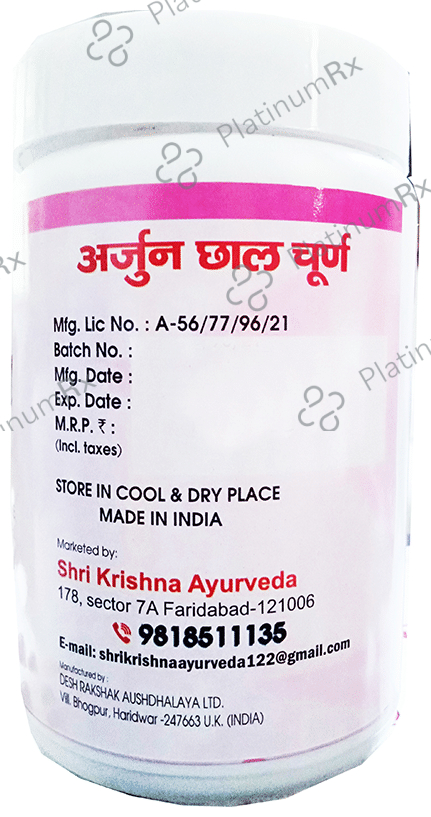 PlatinumRx
PlatinumRx
PlatinumRx
अर्जुन छाल चूर्ण
Mfg. Lic No. : A-56/77/96/21
Batch No. :
Mfg. Date :
Exp. Date :
M.R.P. ₹ :
(Incl. taxes)
STORE IN COOL & DRY PLACE
MADE IN INDIA
Marketed by:
Shri Krishna Ayurveda
178, sector 7A Faridabad-121006
9818511135
E-mail: shrikrishnaayurveda122@gmail.com
Manufactured by :
DESH RAKSHAK AUSHDHALAYA LTD.
Vill. Bhogpur, Haridwar -247663 U.K. (INDIA)